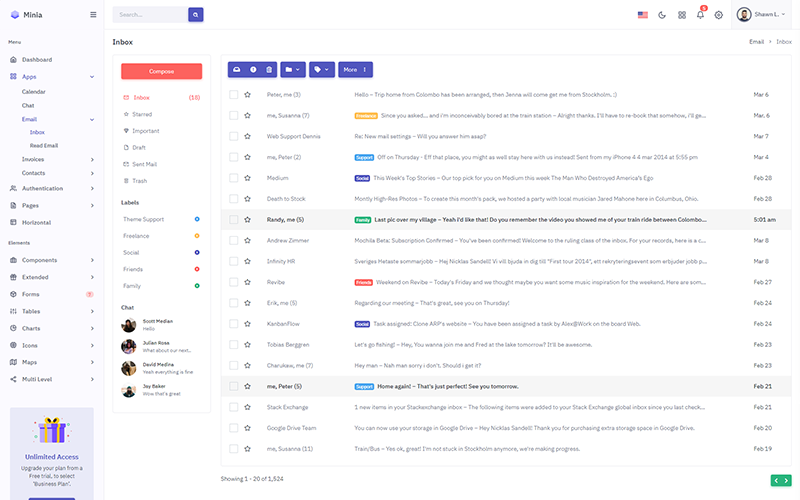 Minia
Search...
5
Shawn L.
Menu
Dashboard
Apps
Calendar
Chat
Email
Inbox
Read Email
Invoices
Contacts
Authentication
Pages
Horizontal
Elements
Components
Extended
Forms
7
Tables
Charts
Icons
Maps
Multi Level
Unlimited Access
Upgrade your plan from a
Free trial, to select
'Business Plan'.
Inbox
Email > Inbox
Compose
Inbox (18)
Starred
Important
Draft
Sent Mail
Trash
Labels
Theme Support
Freelance
Social
Friends
Family
Chat
Scott Median
Hello
Julian Rosa
What about our next..
David Medina
Yeah everything is fine
Jay Baker
Wow that's great
More
Peter, me (3) Hello – Trip home from Colombo has been arranged, then Jenna will come get me from Stockholm. :) Mar 6
me, Susanna (7) Freelance Since you asked... and i'm inconceivably bored at the train station – Alright thanks. I'll have to re-book that somehow, i'll ge... Mar. 6
Web Support Dennis Re: New mail settings – Will you answer him asap? Mar 7
me, Peter (2) Support Off on Thursday - Eff that place, you might as well stay here with us instead! Sent from my iPhone 4 4 mar 2014 at 5:55 pm Mar 4
Medium Social This Week's Top Stories – Our top pick for you on Medium this week The Man Who Destroyed America's Ego Feb 28
Death to Stock Montly High-Res Photos – To create this month's pack, we hosted a party with local musician Jared Mahone here in Columbus, Ohio. Feb 28
Randy, me (5) Family Last pic over my village – Yeah i'd like that! Do you remember the video you showed me of your train ride between Colombo... 5:01 am
Andrew Zimmer Mochila Beta: Subscription Confirmed – You've been confirmed! Welcome to the ruling class of the inbox. For your records, here is a c... Mar 8
Infinity HR Sveriges Hetaste sommarjobb – Hej Nicklas Sandell! Vi vill bjuda in dig till "First tour 2014", ett rekryteringsevent som erbjuder jobb p... Mar 8
Revibe Friends Weekend on Revibe – Today's Friday and we thought maybe you want some music inspiration for the weekend. Here are som... Feb 27
Erik, me (5) Regarding our meeting – That's great, see you on Thursday! Feb 24
KanbanFlow Social Task assigned: Clone ARP's website – You have been assigned a task by Alex@Work on the board Web. Feb 24
Tobias Berggren Let's go fishing! – Hey, You wanna join me and Fred at the lake tomorrow? It'll be awesome. Feb 23
Charukaw, me (7) Hey man – Nah man sorry i don't. Should i get it? Feb 23
me, Peter (5) Support Home again! – That's just perfect! See you tomorrow. Feb 21
Stack Exchange 1 new items in your Stackexchange inbox – The following items were added to your Stack Exchange global inbox since you last check... Feb 21
Google Drive Team You can now use your storage in Google Drive – Hey Nicklas Sandell! Thank you for purchasing extra storage space in Google Drive. Feb 20
me, Susanna (11) Train/Bus – Yes ok, great! I'm not stuck in Stockholm anymore, we're making progress. Feb 19
Showing 1 - 20 of 1,524